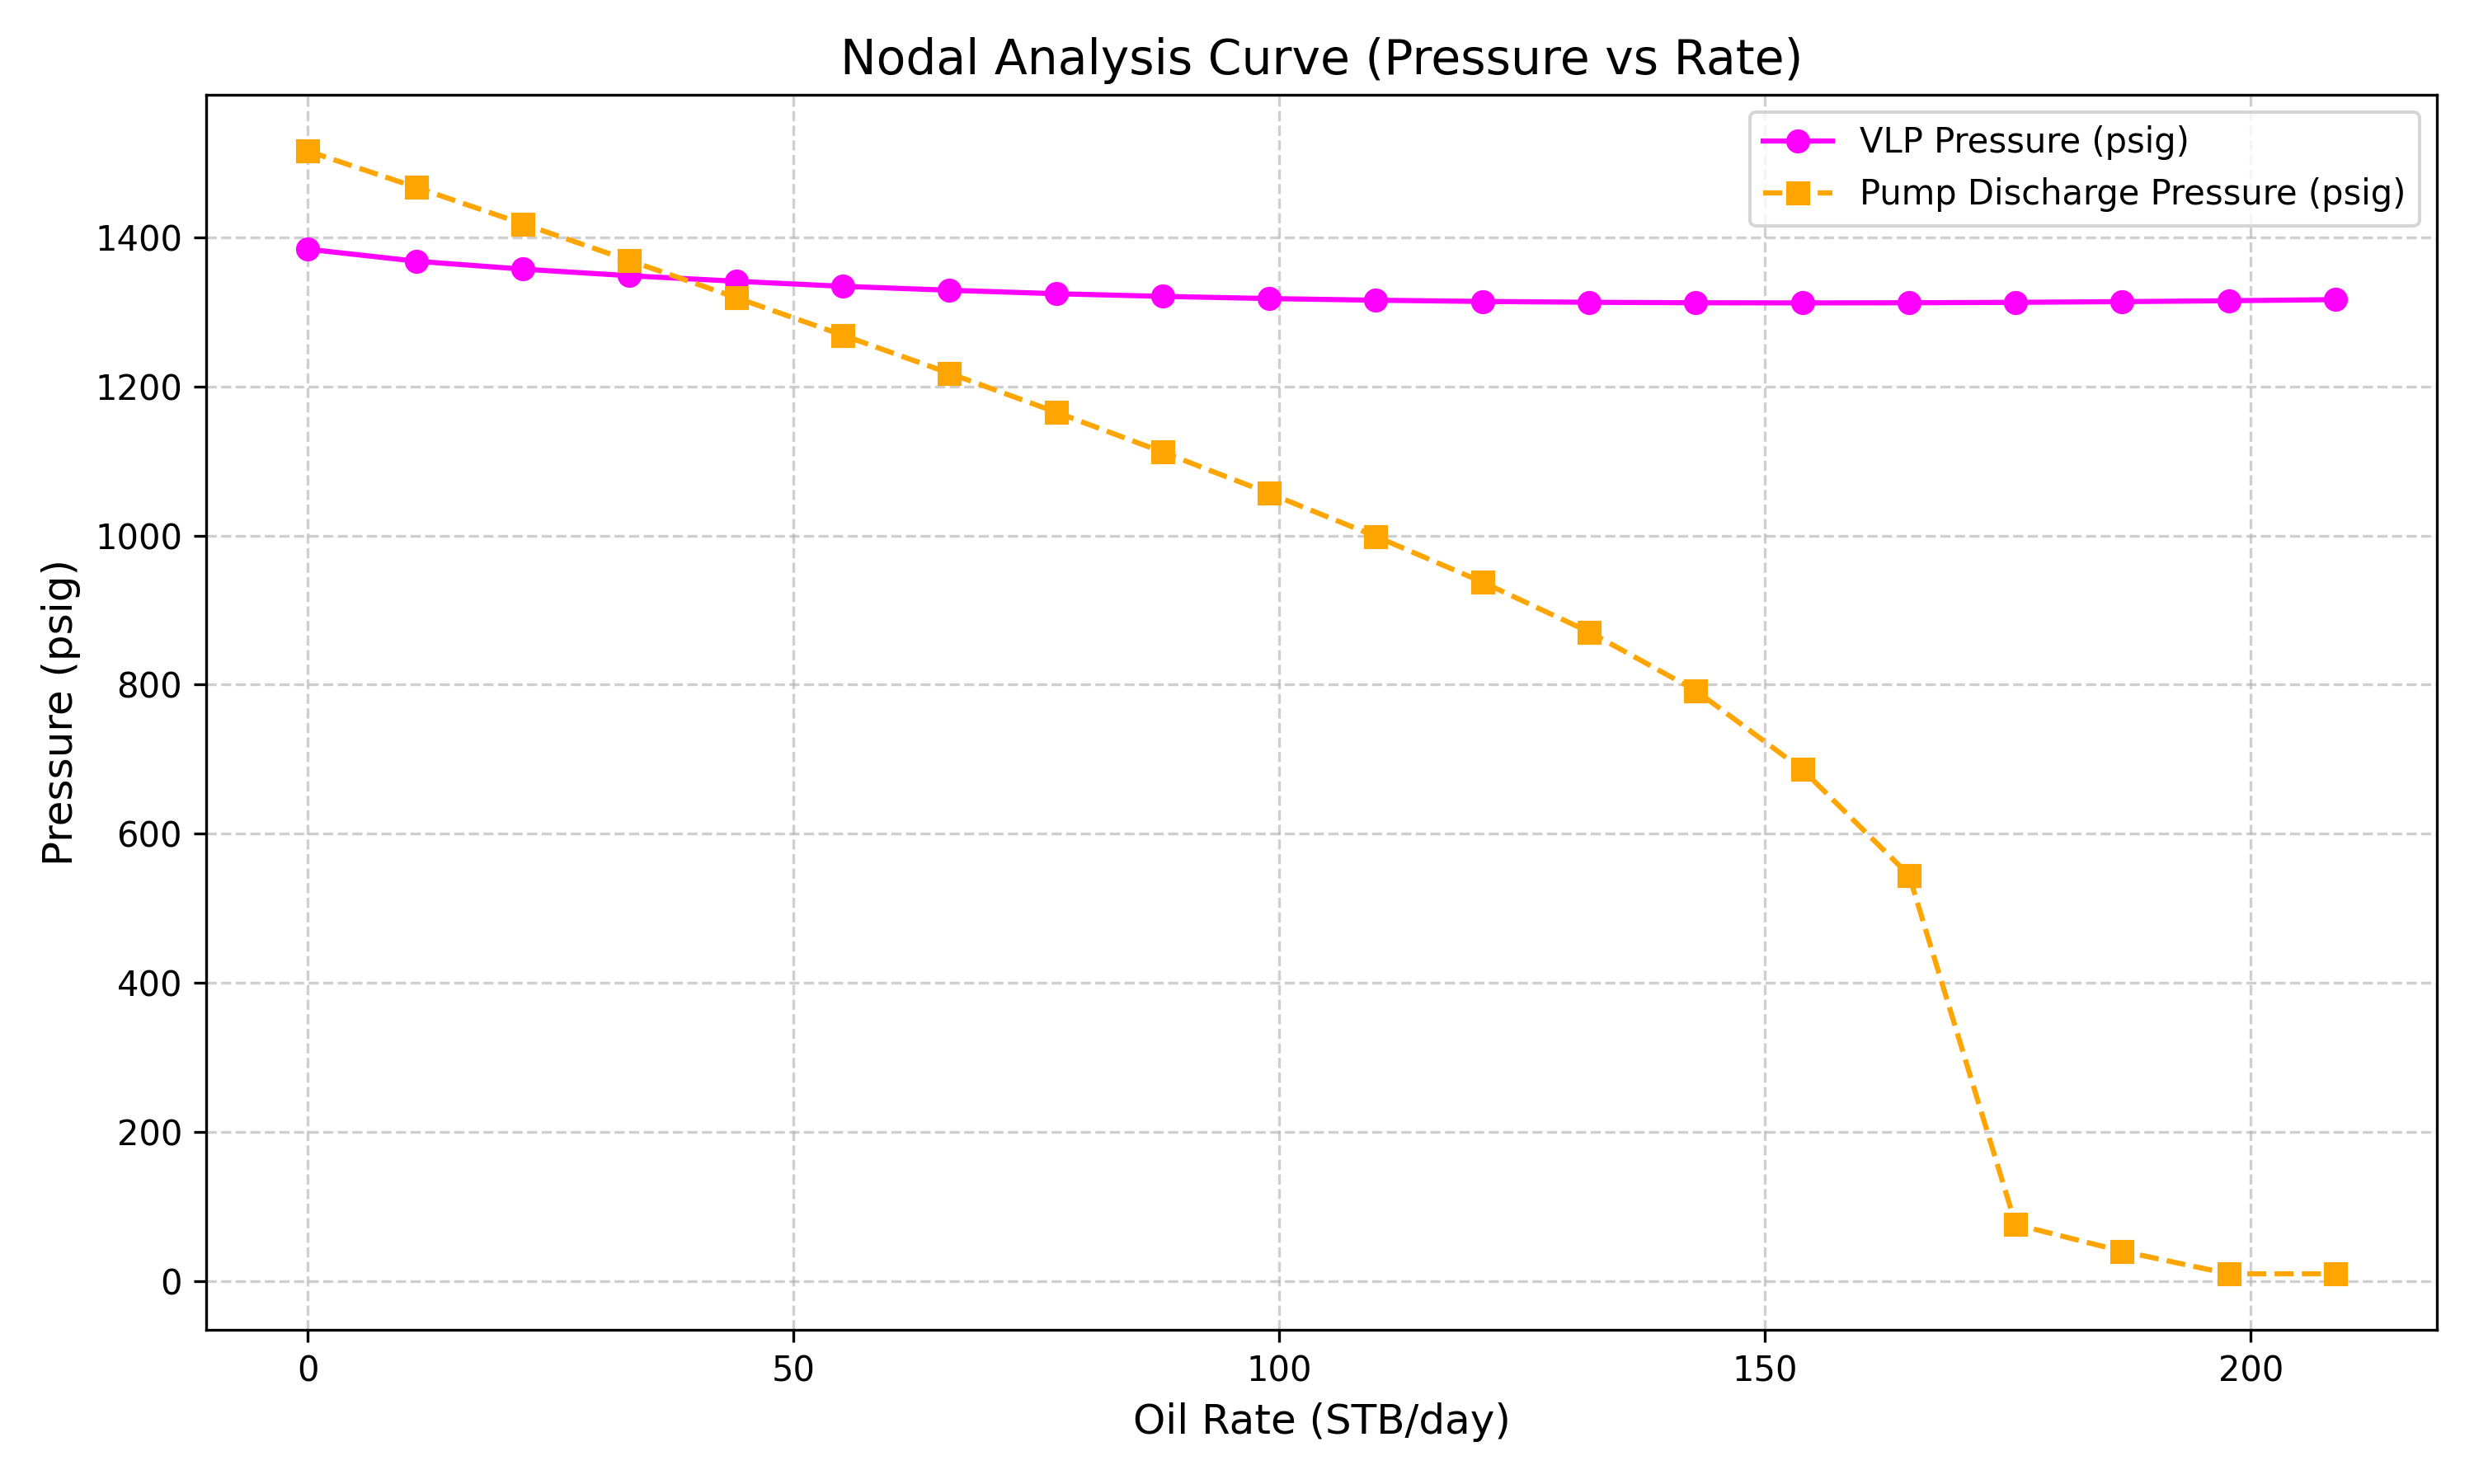 Nodal Analysis Curve (Pressure vs Rate)
VLP Pressure (psig)
Pump Discharge Pressure (psig)
1400
1200
1000
800
600
400
200
0
Pressure (psig)
0 50 100 150 200
Oil Rate (STB/day)